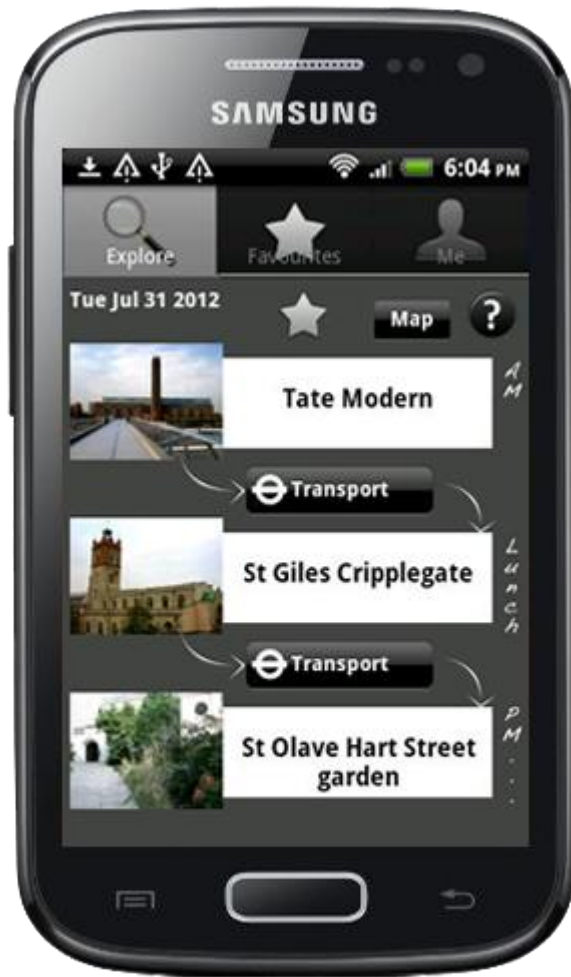 SAMSUNG
6:04 PM
Explore
Favourites
Me
Tue Jul 31 2012
Map
?
Tate Modern
AM
Transport
St Giles Cripplegate
Lunch
Transport
St Olave Hart Street
garden
PM...